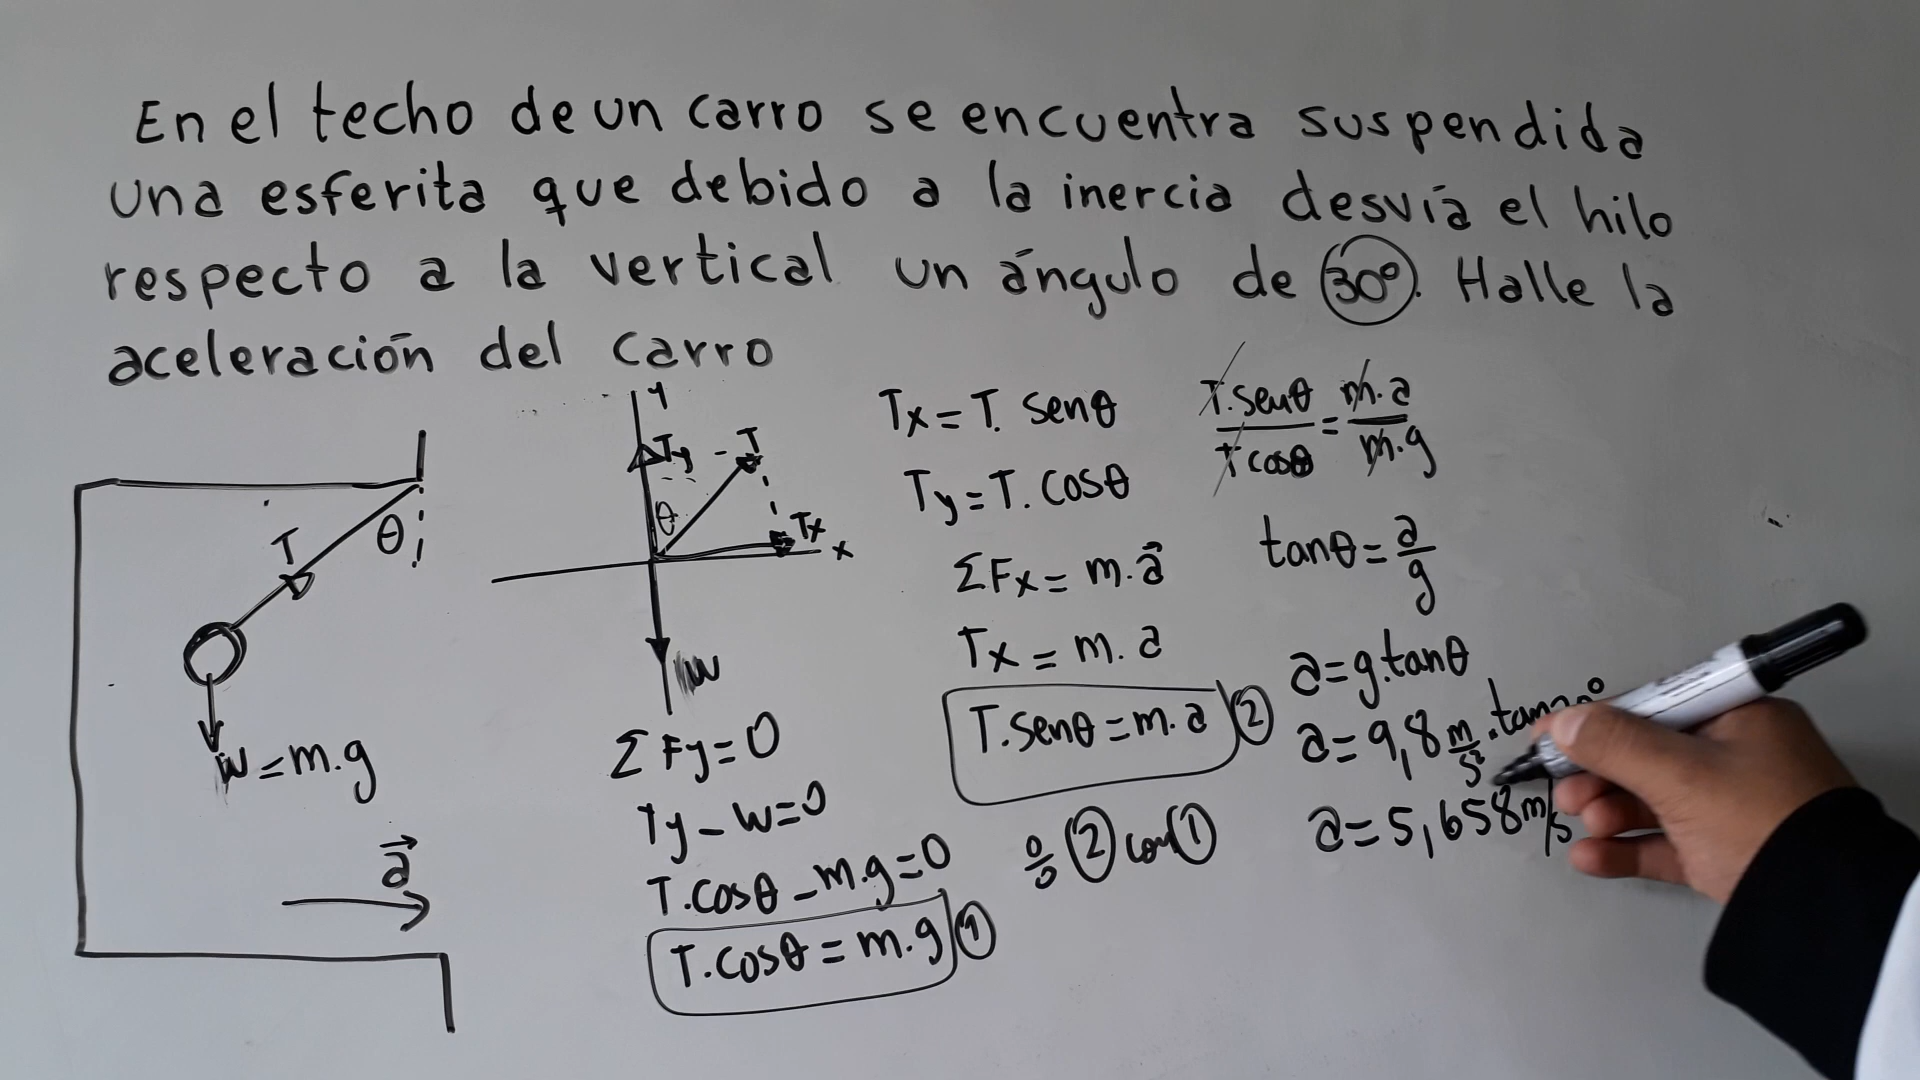 En el techo de un carro se encuentra suspendida
una esferita que debido a la inercia desvía el hilo
respecto a la vertical un ángulo de 30°. Halle la
aceleración del carro
T
θ
W = m.g
a⃗
y
Ty
T
θ
Tx
x
W
ΣFy = 0
Ty - W = 0
T.cosθ - m.g = 0
T.cosθ = m.g ①
Tx = T. senθ
Ty = T. cosθ
ΣFx = m.a⃗
Tx = m.a
T.senθ = m.a ②
② con ①
T.senθ / T cosθ = m.a / m.g
tanθ = a/g
a = g.tanθ
a = 9,8 m/s² . tan
a = 5,658 m/s